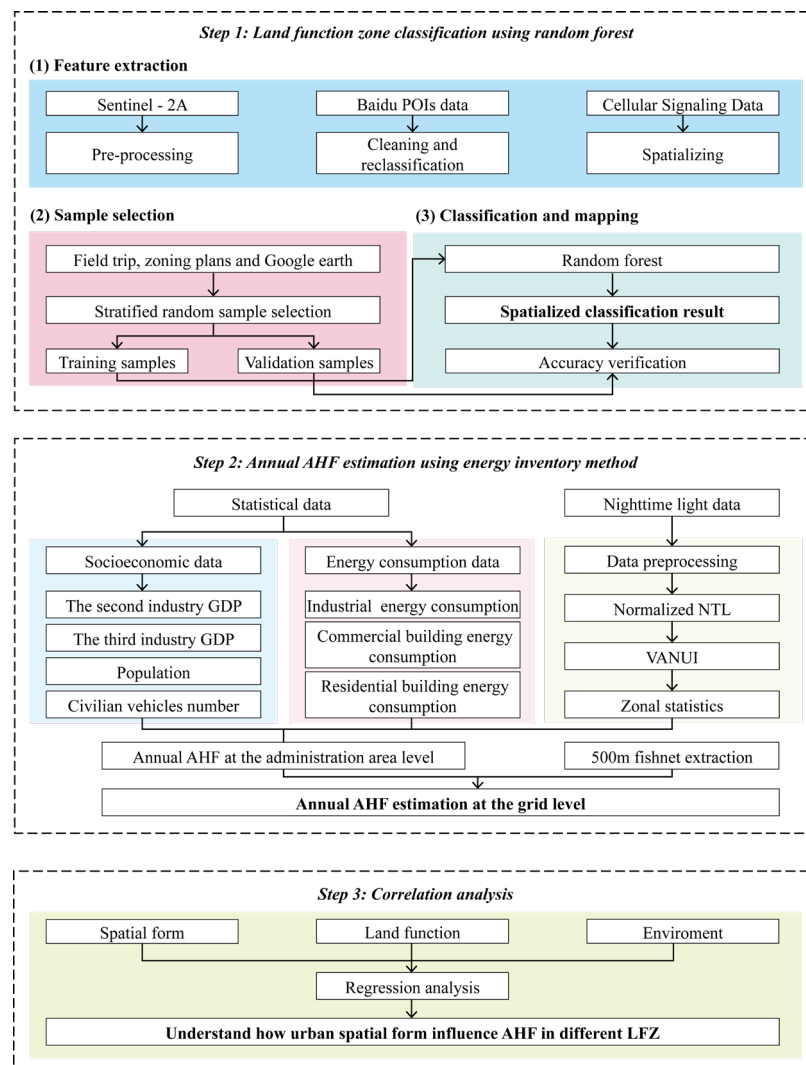 Step 1: Land function zone classification using random forest
(1) Feature extraction
Sentinel - 2A
Baidu POIs data
Cellular Signaling Data
Pre-processing
Cleaning and
reclassification
Spatializing
(2) Sample selection
(3) Classification and mapping
Field trip, zoning plans and Google earth
Stratified random sample selection
Training samples
Validation samples
Random forest
Spatialized classification result
Accuracy verification
Step 2: Annual AHF estimation using energy inventory method
Statistical data
Nighttime light data
Socioeconomic data
The second industry GDP
The third industry GDP
Population
Civilian vehicles number
Energy consumption data
Industrial energy consumption
Commercial building energy
consumption
Residential building energy
consumption
Data preprocessing
Normalized NTL
VANUI
Zonal statistics
Annual AHF at the administration area level
500m fishnet extraction
Annual AHF estimation at the grid level
Step 3: Correlation analysis
Spatial form
Land function
Enviroment
Regression analysis
Understand how urban spatial form influence AHF in different LFZ